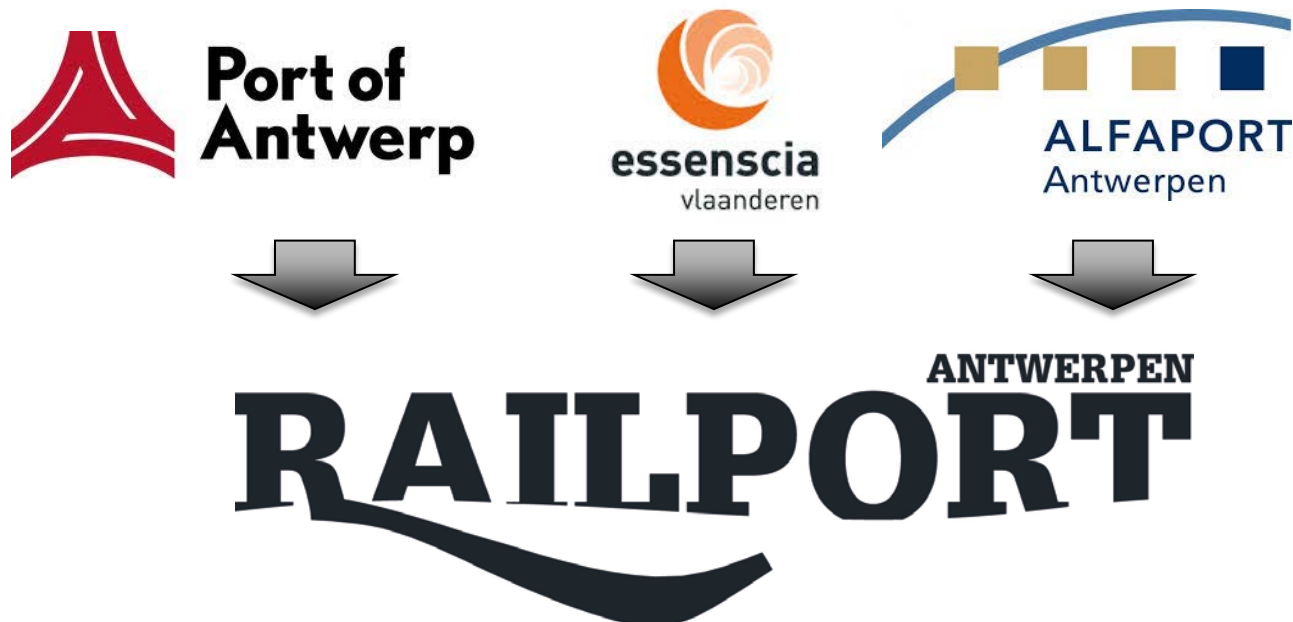 Port of
Antwerp
essenscia
vlaanderen
ALFAPORT
Antwerpen
ANTWERPEN
RAILPORT